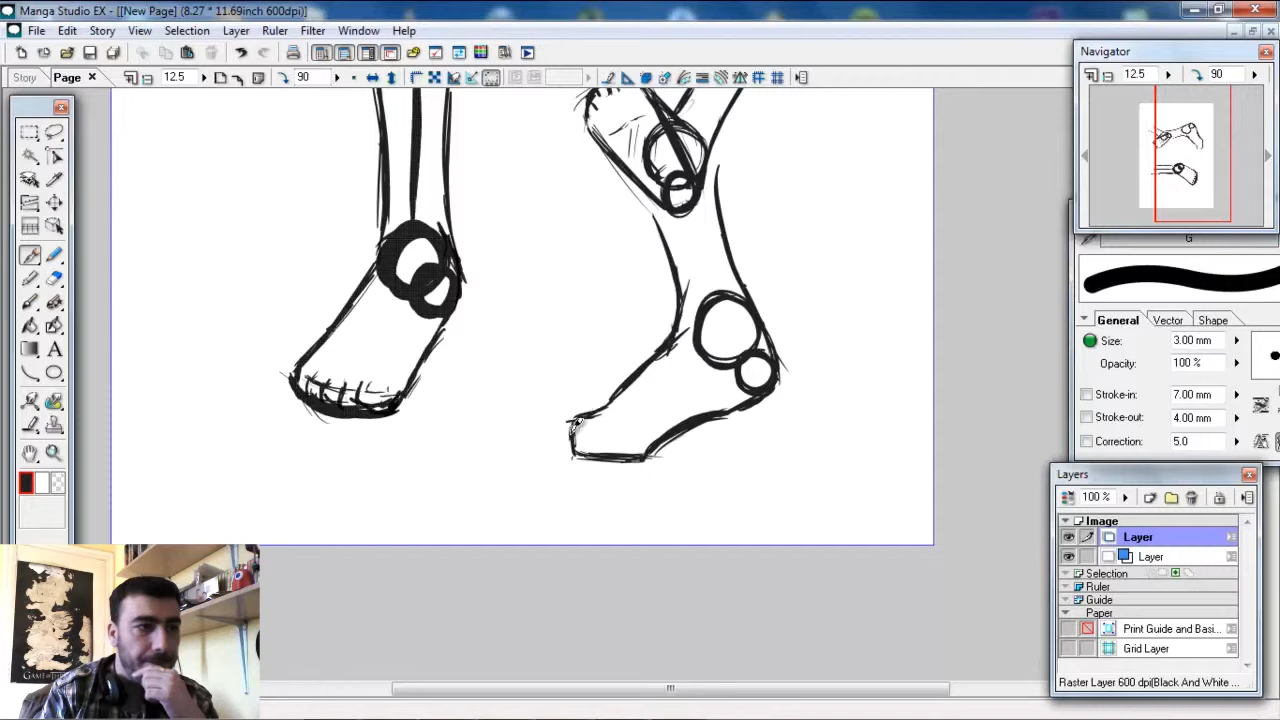 Manga Studio EX - [[New Page] (8.27 * 11.69inch 600dpi)]
File Edit Story View Selection Layer Ruler Filter Window Help
Story Page 12.5 90
Navigator
12.5 90
G
General Vector Shape
Size: 3.00 mm
Opacity: 100 %
Stroke-in: 7.00 mm
Stroke-out: 4.00 mm
Correction: 5.0
Layers
100 %
Image
Layer
Layer
Selection
Ruler
Guide
Paper
Print Guide and Basi...
Grid Layer
Raster Layer 600 dpi(Black And White ...